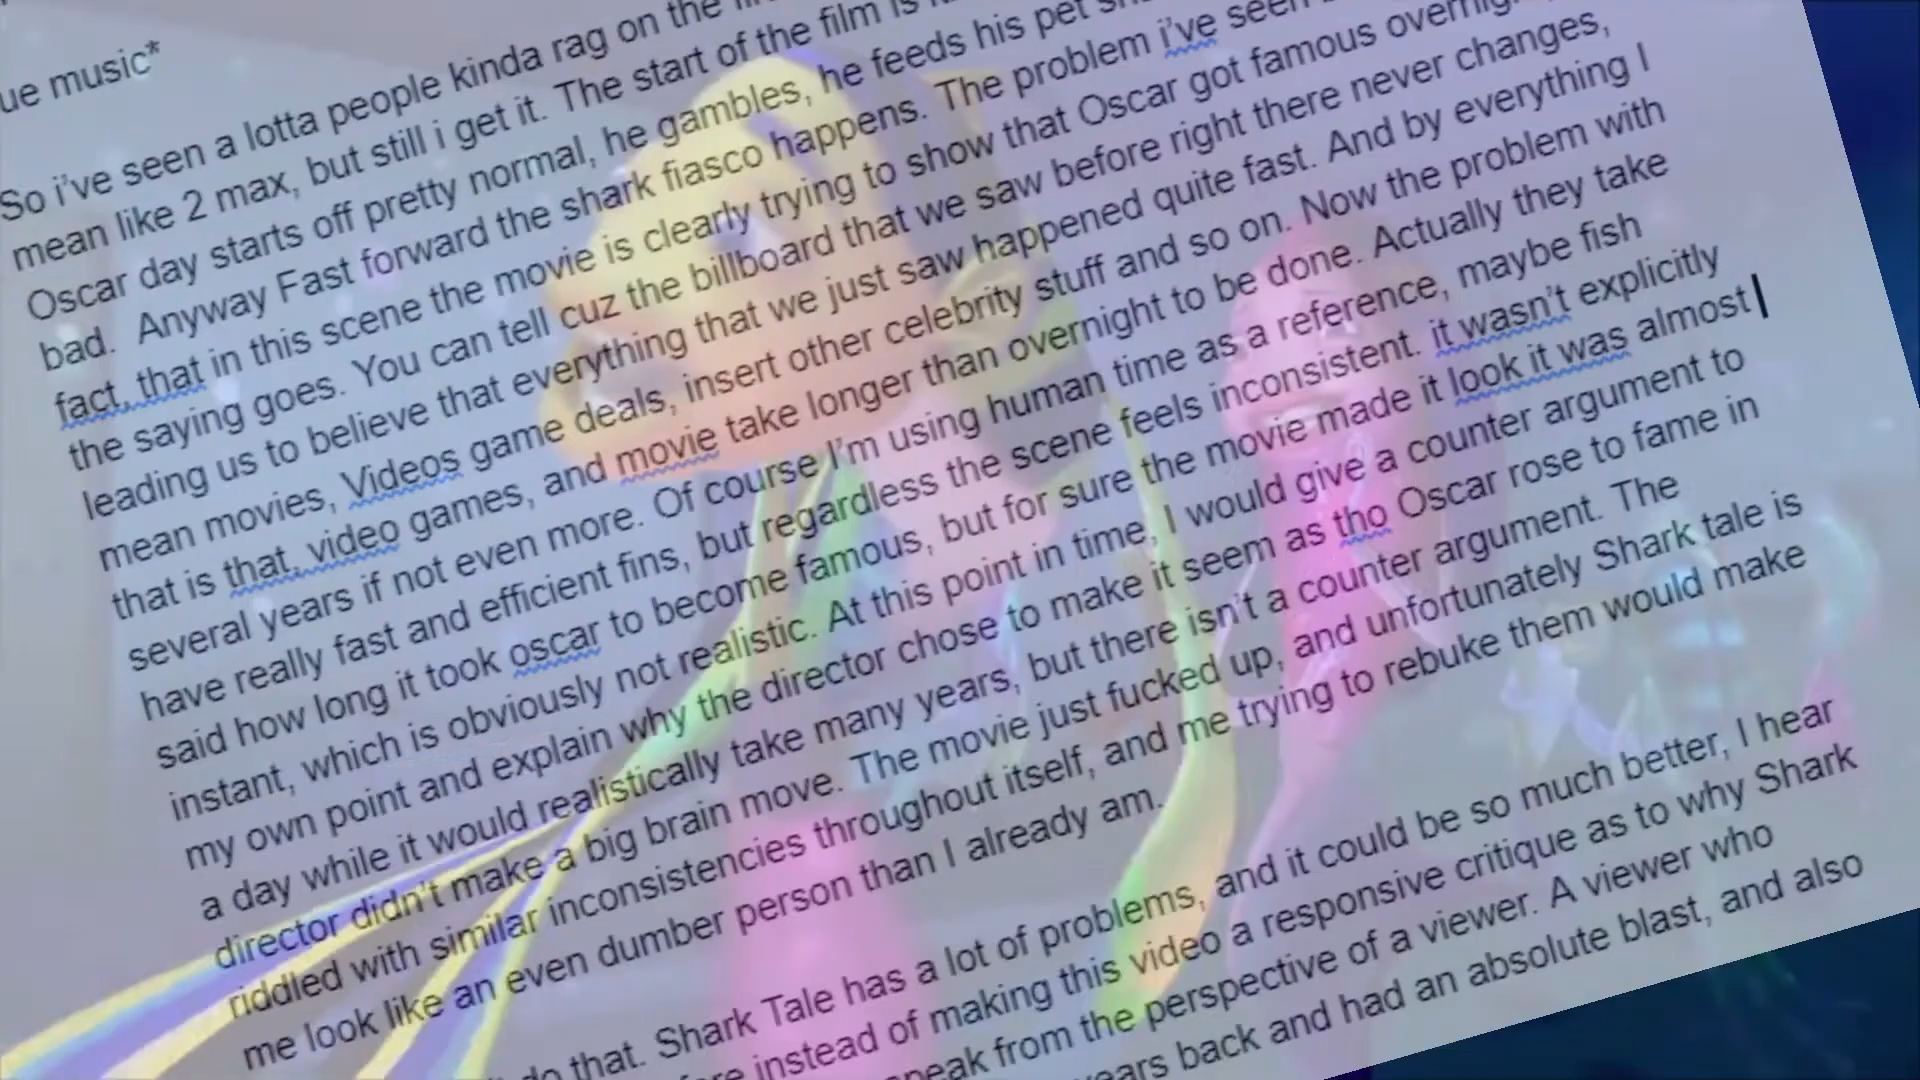 ue music*
So i've seen a lotta people kinda rag on the
mean like 2 max, but still i get it. The start of the film is
Oscar day starts off pretty normal, he gambles, he feeds his pet
bad. Anyway Fast forward the shark fiasco happens. The problem i've seen
fact, that in this scene the movie is clearly trying to show that Oscar got famous
the saying goes. You can tell cuz the billboard that we saw before right there never changes,
leading us to believe that everything that we just saw happened quite fast. And by everything I
mean movies, Videos game deals, insert other celebrity stuff and so on. Now the problem with
that is that, video games, and movie take longer than overnight to be done. Actually they take
several years if not even more. Of course I'm using human time as a reference, maybe fish
have really fast and efficient fins, but regardless the scene feels inconsistent. it wasn't explicitly
said how long it took oscar to become famous, but for sure the movie made it look it was almost
instant, which is obviously not realistic. At this point in time, I would give a counter argument to
my own point and explain why the director chose to make it seem as tho Oscar rose to fame in
a day while it would realistically take many years, but there isn't a counter argument. The
director didn't make a big brain move. The movie just fucked up, and unfortunately Shark tale is
riddled with similar inconsistencies throughout itself, and me trying to rebuke them would make
me look like an even dumber person than I already am.
do that. Shark Tale has a lot of problems, and it could be so much better, I hear
instead of making this video a responsive critique as to why Shark
from the perspective of a viewer. A viewer who
back and had an absolute blast, and also